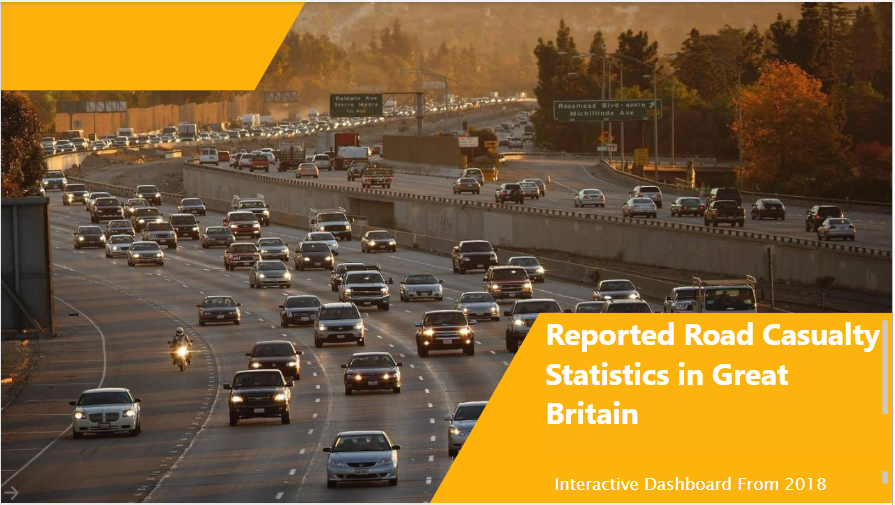 Baldwin Ave
Sierra Madre
Rosemead Blvd - NORTH
Michillinda Ave
Reported Road Casualty
Statistics in Great
Britain
Interactive Dashboard From 2018